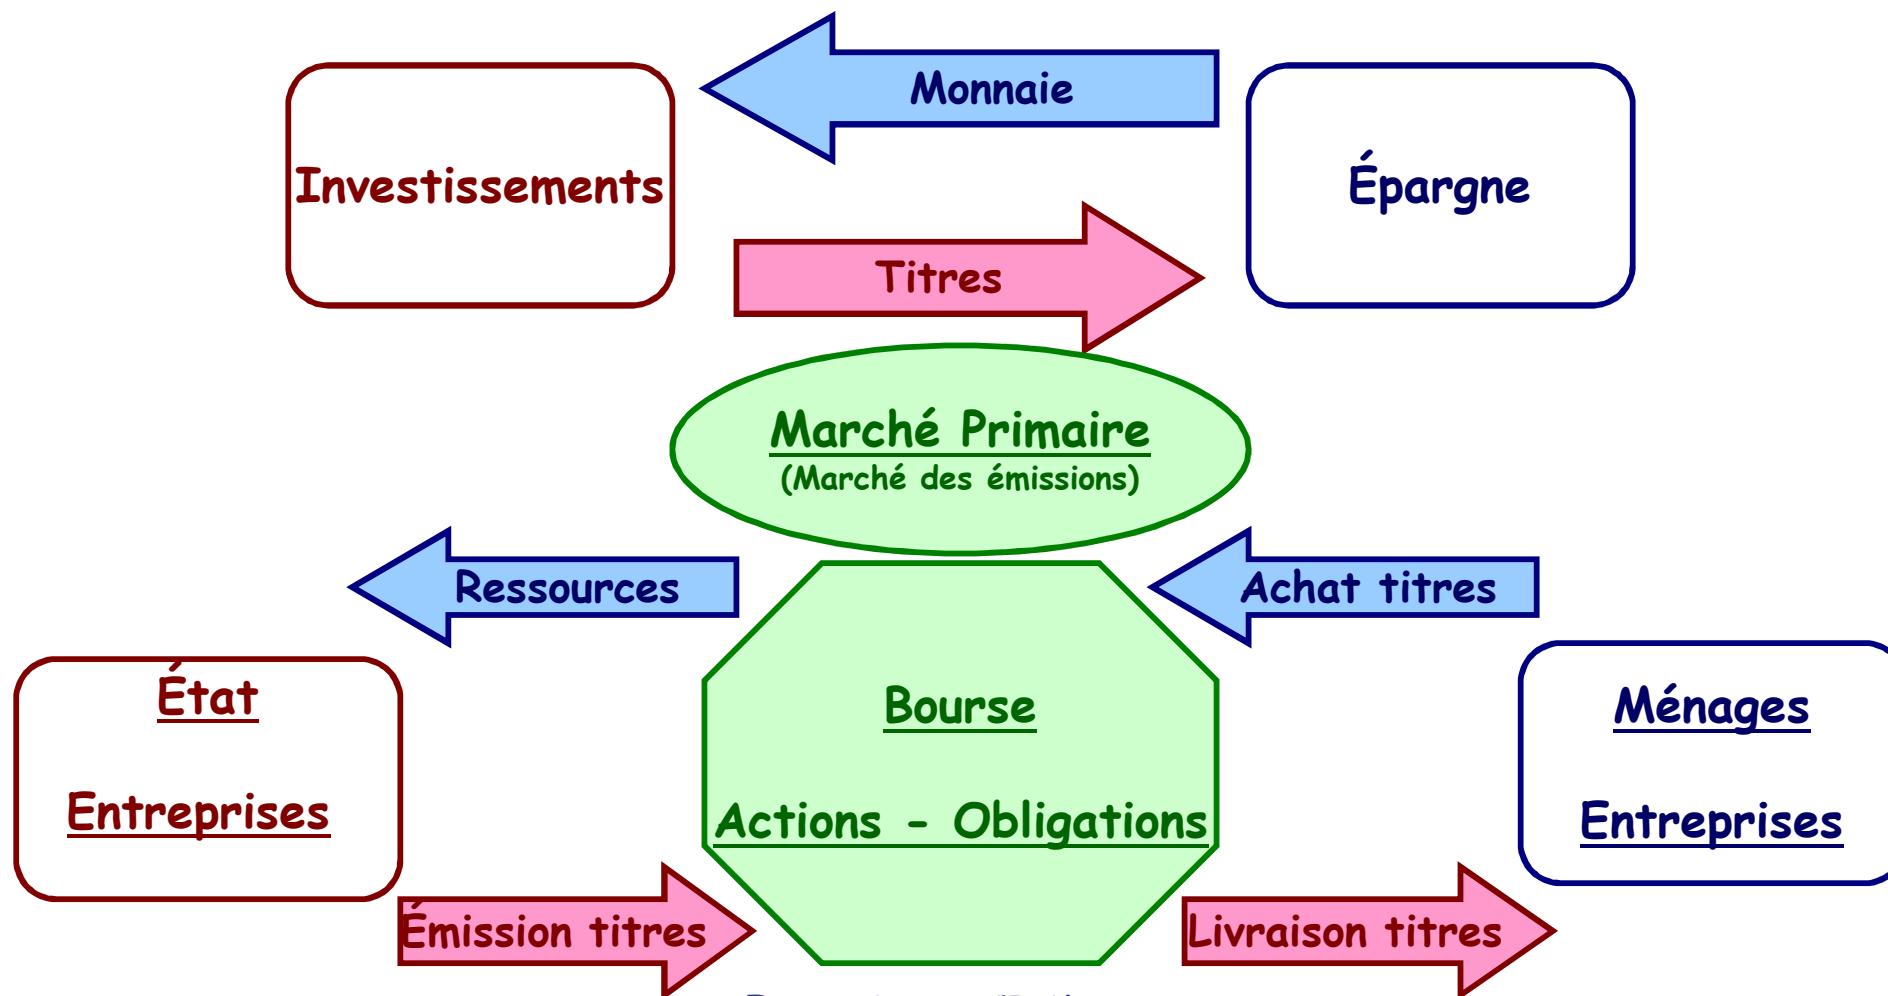 Monnaie
Investissements
Épargne
Titres
Marché Primaire
(Marché des émissions)
Ressources
Achat titres
État
Entreprises
Bourse
Actions - Obligations
Ménages
Entreprises
Émission titres
Livraison titres